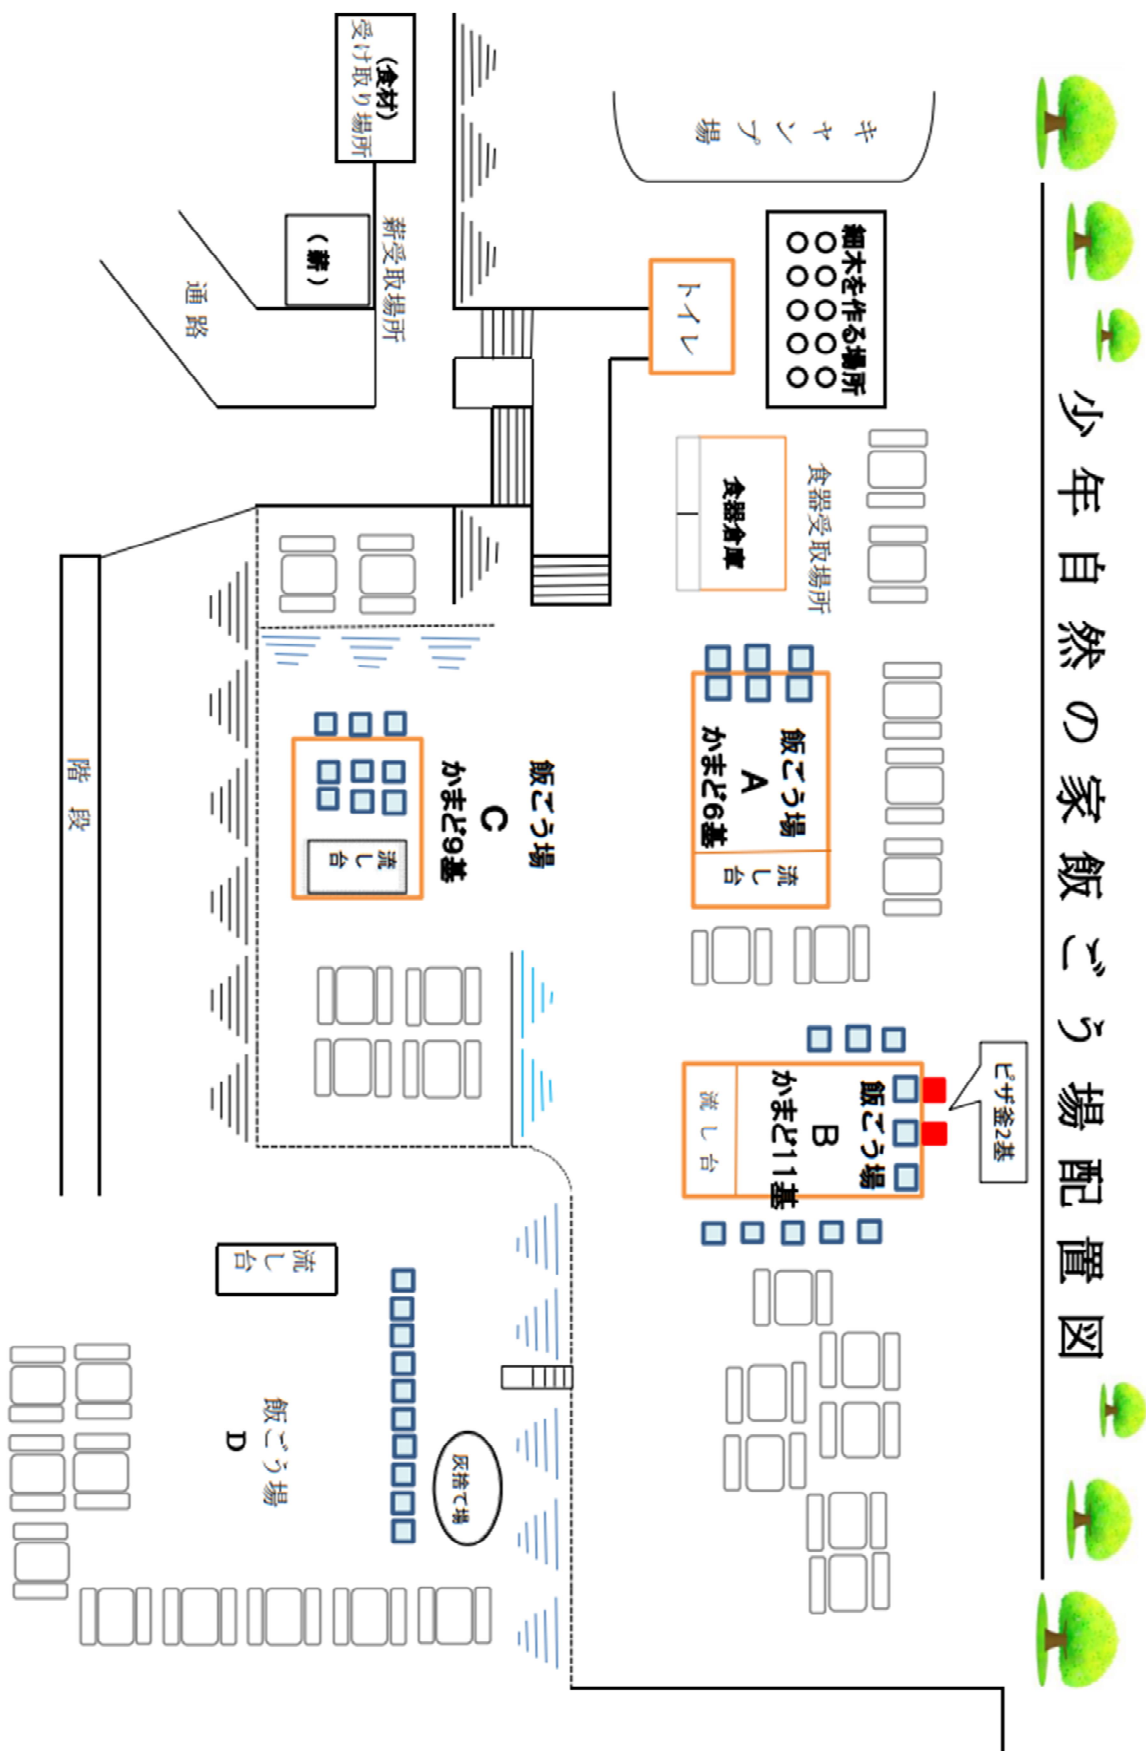 少年自然の家飯ごう場配置図
キャンプ場
細木を作る場所
トイレ
(食材)
受け取り場所
薪受取場所
(薪)
通路
食器受取場所
食器倉庫
飯ごう場
A
かまど6基
流し台
ピザ釜2基
飯ごう場
B
かまど11基
流し台
飯ごう場
C
かまど9基
流し台
階段
流し台
灰捨て場
飯ごう場
D